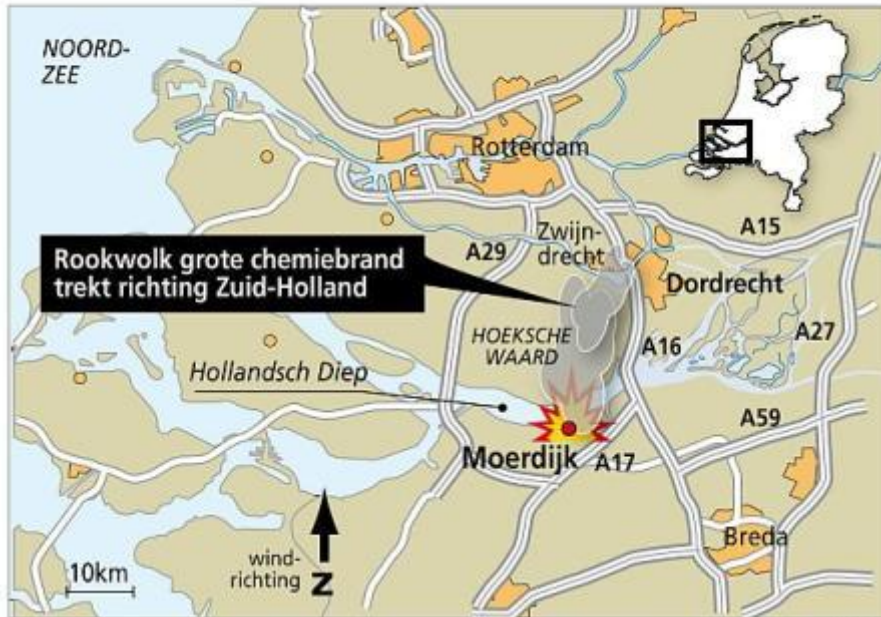 NOORD-
ZEE
Rotterdam
A15
Zwijn-
drecht
A29
Rookwolk grote chemiebrand
trekt richting Zuid-Holland
Dordrecht
HOEKSCHE
WAARD
A16
A27
Hollandsch Diep
A59
Moerdijk
A17
Breda
wind-
richting
N
10km